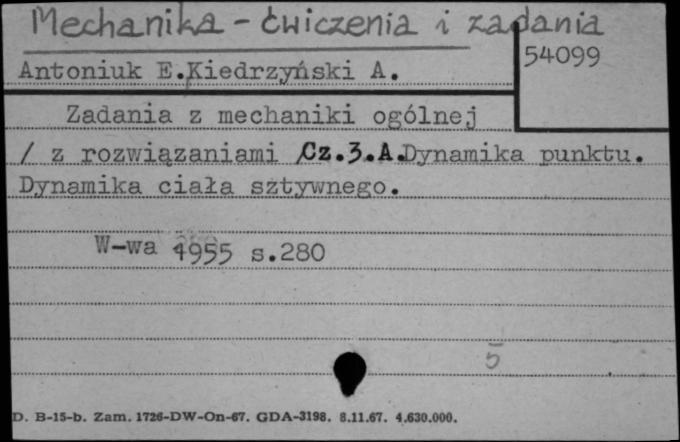 Mechanika - ćwiczenia i zadania
54099
Antoniuk E. Kiedrzyński A.
Zadania z mechaniki ogólnej
/ z rozwiązaniami /Cz.3.A.Dynamika punktu.
Dynamika ciała sztywnego.
W-wa 1955 s.280
5
D. B-15-b. Zam. 1726-DW-On-67. GDA-3198. 8.11.67. 4.630.000.